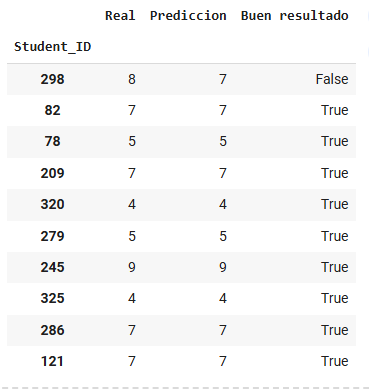 Real Prediccion Buen resultado
Student_ID
298 8 7 False
82 7 7 True
78 5 5 True
209 7 7 True
320 4 4 True
279 5 5 True
245 9 9 True
325 4 4 True
286 7 7 True
121 7 7 True